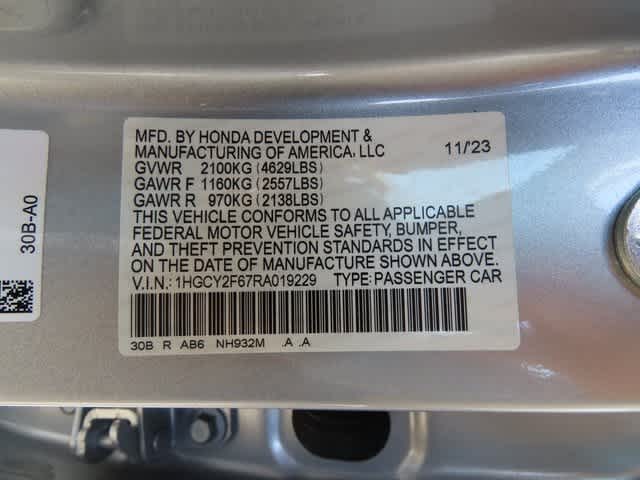 MFD. BY HONDA DEVELOPMENT &
MANUFACTURING OF AMERICA, LLC 11/23
GVWR 2100KG (4629LBS)
GAWR F 1160KG (2557LBS)
GAWR R 970KG (2138LBS)
THIS VEHICLE CONFORMS TO ALL APPLICABLE
FEDERAL MOTOR VEHICLE SAFETY, BUMPER,
AND THEFT PREVENTION STANDARDS IN EFFECT
ON THE DATE OF MANUFACTURE SHOWN ABOVE.
V.I.N.: 1HGCY2F67RA019229 TYPE: PASSENGER CAR
30B R AB6 NH932M .A .A
30B-A0